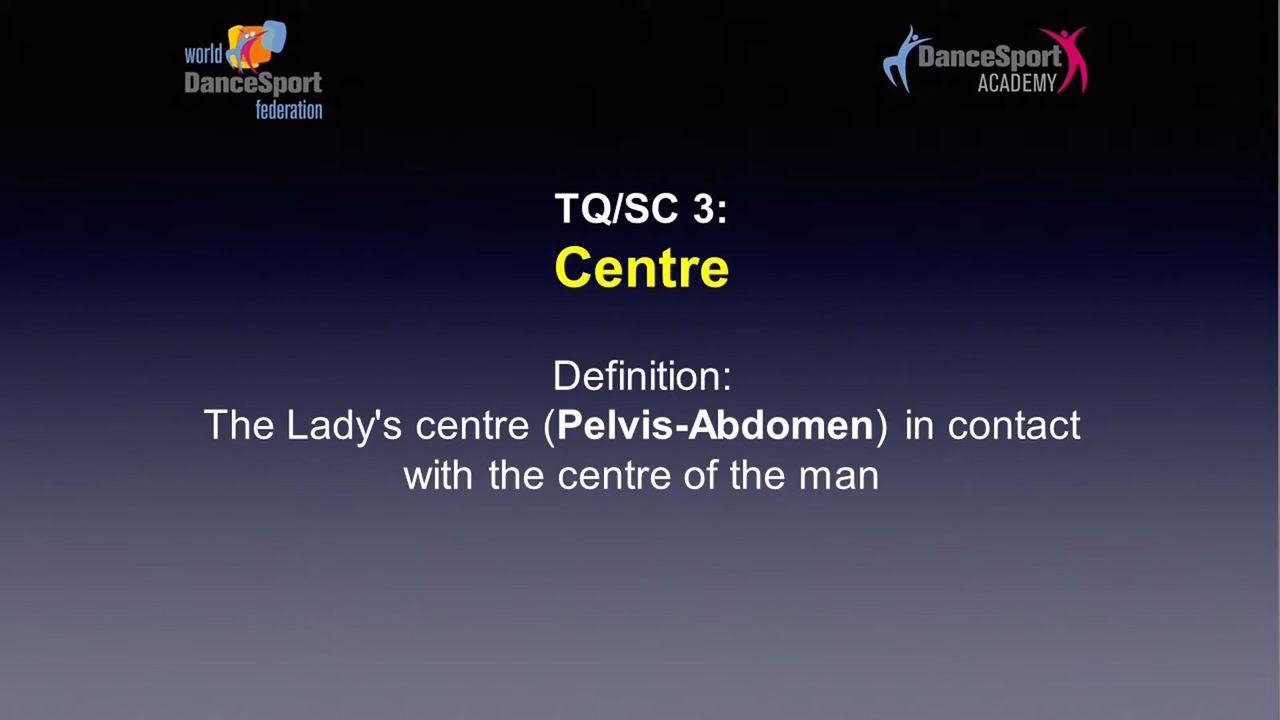 world
DanceSport
federation
DanceSport
ACADEMY
TQ/SC 3:
Centre
Definition:
The Lady's centre (Pelvis-Abdomen) in contact
with the centre of the man